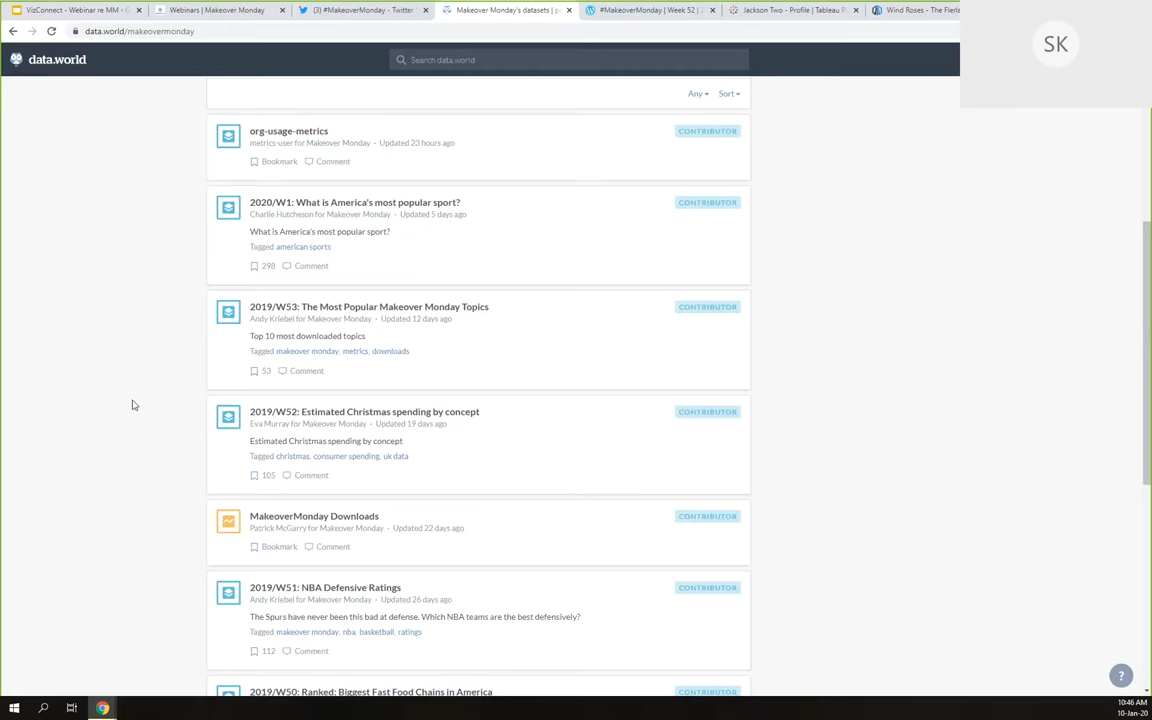 VizConnect - Webinar re MM - G
Webinars | Makeover Monday
(3) #MakeoverMonday - Twitter
Makeover Monday's datasets | p
#MakeoverMonday | Week 52 | 2
Jackson Two - Profile | Tableau P
Wind Roses - The Flerla
data.world/makeovermonday
data.world
Search data.world
SK
Any Sort
org-usage-metrics
CONTRIBUTOR
metrics-user for Makeover Monday • Updated 23 hours ago
Bookmark Comment
2020/W1: What is America's most popular sport?
CONTRIBUTOR
Charlie Hutcheson for Makeover Monday • Updated 5 days ago
What is America's most popular sport?
Tagged american sports
298 Comment
2019/W53: The Most Popular Makeover Monday Topics
CONTRIBUTOR
Andy Kriebel for Makeover Monday • Updated 12 days ago
Top 10 most downloaded topics
Tagged makeover monday, metrics, downloads
53 Comment
2019/W52: Estimated Christmas spending by concept
CONTRIBUTOR
Eva Murray for Makeover Monday • Updated 19 days ago
Estimated Christmas spending by concept
Tagged christmas, consumer spending, uk data
105 Comment
MakeoverMonday Downloads
CONTRIBUTOR
Patrick McGarry for Makeover Monday • Updated 22 days ago
Bookmark Comment
2019/W51: NBA Defensive Ratings
CONTRIBUTOR
Andy Kriebel for Makeover Monday • Updated 26 days ago
The Spurs have never been this bad at defense. Which NBA teams are the best defensively?
Tagged makeover monday, nba, basketball, ratings
112 Comment
2019/W50: Ranked: Biggest Fast Food Chains in America
CONTRIBUTOR
?
10:46 AM
10-Jan-20